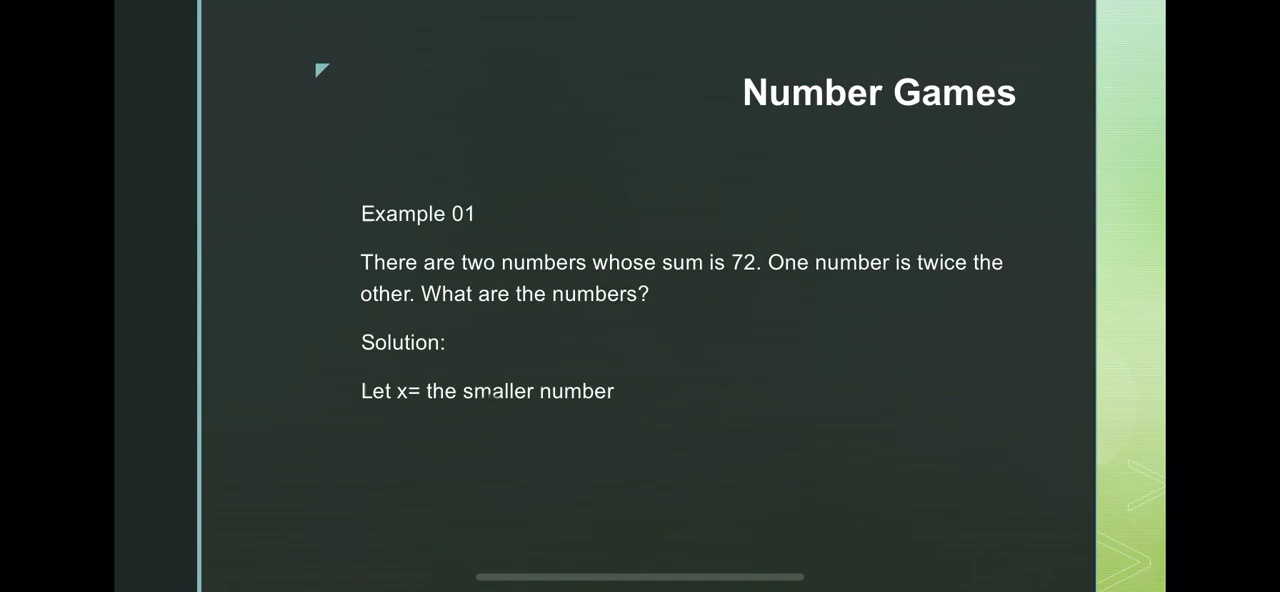 Number Games
Example 01
There are two numbers whose sum is 72. One number is twice the
other. What are the numbers?
Solution:
Let x= the smaller number